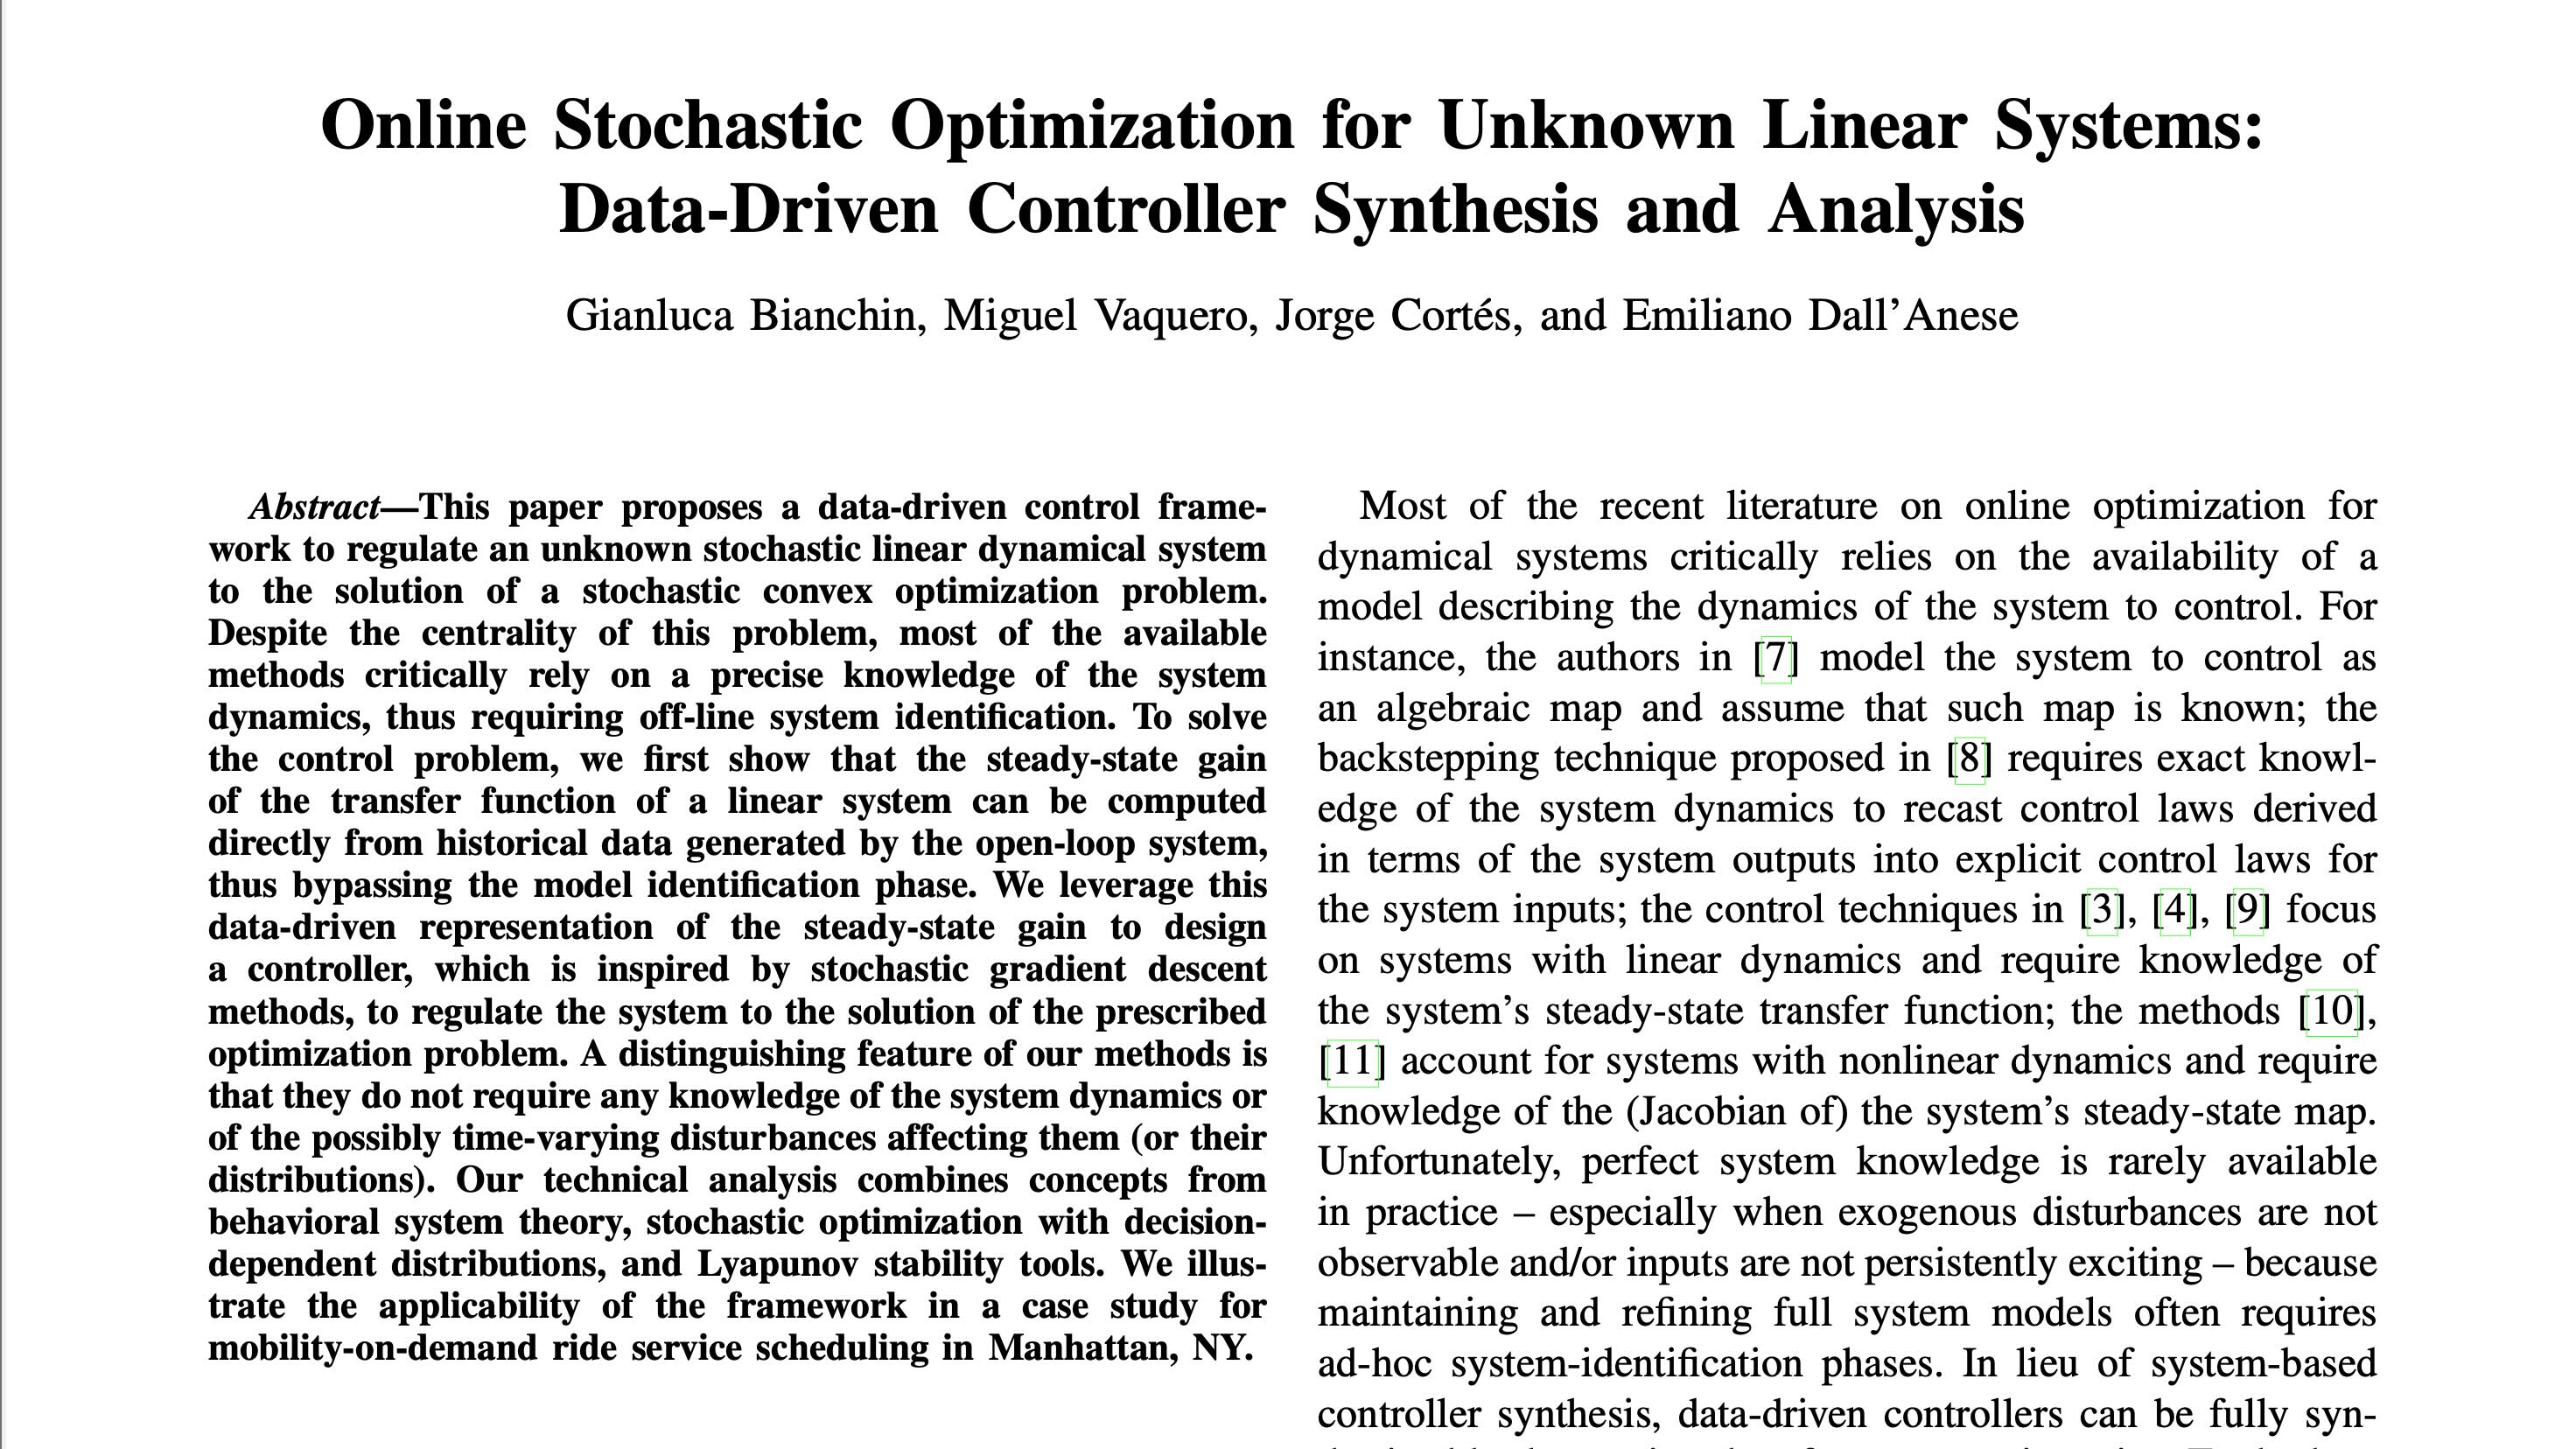 Online Stochastic Optimization for Unknown Linear Systems:
Data-Driven Controller Synthesis and Analysis
Gianluca Bianchin, Miguel Vaquero, Jorge Cortés, and Emiliano Dall'Anese
Abstract—This paper proposes a data-driven control frame-
work to regulate an unknown stochastic linear dynamical system
to the solution of a stochastic convex optimization problem.
Despite the centrality of this problem, most of the available
methods critically rely on a precise knowledge of the system
dynamics, thus requiring off-line system identification. To solve
the control problem, we first show that the steady-state gain
of the transfer function of a linear system can be computed
directly from historical data generated by the open-loop system,
thus bypassing the model identification phase. We leverage this
data-driven representation of the steady-state gain to design
a controller, which is inspired by stochastic gradient descent
methods, to regulate the system to the solution of the prescribed
optimization problem. A distinguishing feature of our methods is
that they do not require any knowledge of the system dynamics or
of the possibly time-varying disturbances affecting them (or their
distributions). Our technical analysis combines concepts from
behavioral system theory, stochastic optimization with decision-
dependent distributions, and Lyapunov stability tools. We illus-
trate the applicability of the framework in a case study for
mobility-on-demand ride service scheduling in Manhattan, NY.
Most of the recent literature on online optimization for
dynamical systems critically relies on the availability of a
model describing the dynamics of the system to control. For
instance, the authors in [7] model the system to control as
an algebraic map and assume that such map is known; the
backstepping technique proposed in [8] requires exact knowl-
edge of the system dynamics to recast control laws derived
in terms of the system outputs into explicit control laws for
the system inputs; the control techniques in [3], [4], [9] focus
on systems with linear dynamics and require knowledge of
the system's steady-state transfer function; the methods [10],
[11] account for systems with nonlinear dynamics and require
knowledge of the (Jacobian of) the system's steady-state map.
Unfortunately, perfect system knowledge is rarely available
in practice – especially when exogenous disturbances are not
observable and/or inputs are not persistently exciting – because
maintaining and refining full system models often requires
ad-hoc system-identification phases. In lieu of system-based
controller synthesis, data-driven controllers can be fully syn-